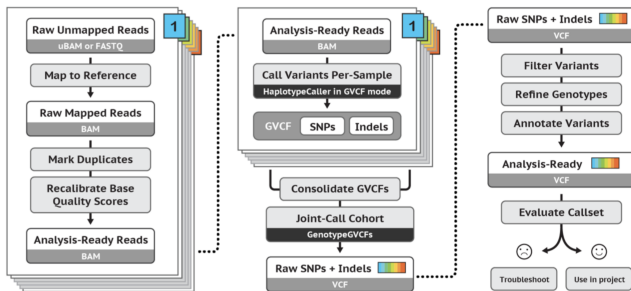 1
Raw Unmapped Reads
uBAM or FASTQ
Map to Reference
Raw Mapped Reads
BAM
Mark Duplicates
Recalibrate Base
Quality Scores
Analysis-Ready Reads
BAM
1
Analysis-Ready Reads
BAM
Call Variants Per-Sample
HaplotypeCaller in GVCF mode
GVCF SNPs Indels
Consolidate GVCFs
Joint-Call Cohort
GenotypeGVCFs
Raw SNPs + Indels
VCF
Raw SNPs + Indels
VCF
Filter Variants
Refine Genotypes
Annotate Variants
Analysis-Ready
VCF
Evaluate Callset
Troubleshoot
Use in project